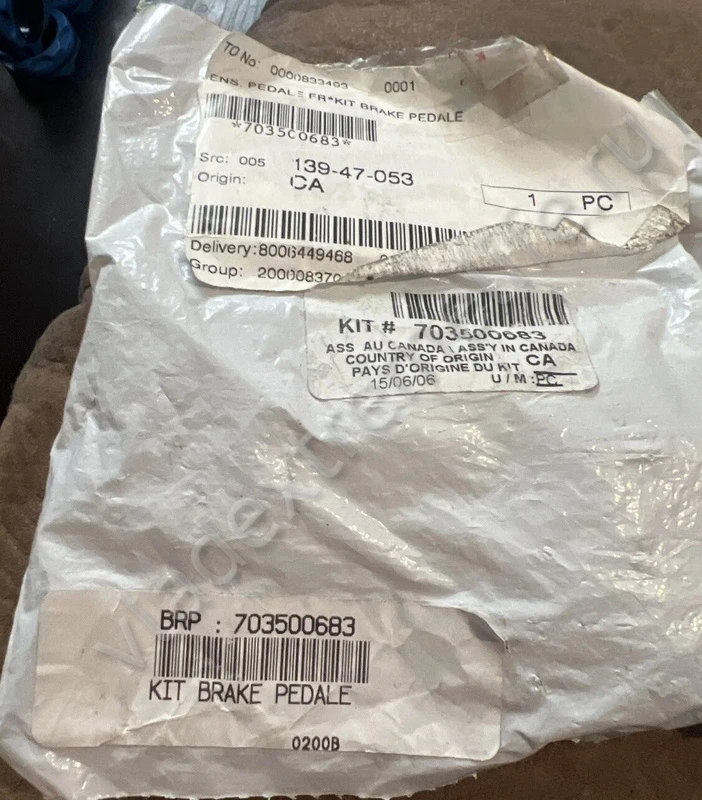 TO No: 0000833493 0001
ENS. PEDALE FR*KIT BRAKE PEDALE
*703500683*
Src: 005 139-47-053
Origin: CA
1 PC
Delivery:8006449468
Group: 200008370
KIT # 703500683
ASS AU CANADA \ ASS'Y IN CANADA
COUNTRY OF ORIGIN CA
PAYS D'ORIGINE DU KIT
15/06/06 U/M:PC
BRP : 703500683
KIT BRAKE PEDALE
0200B